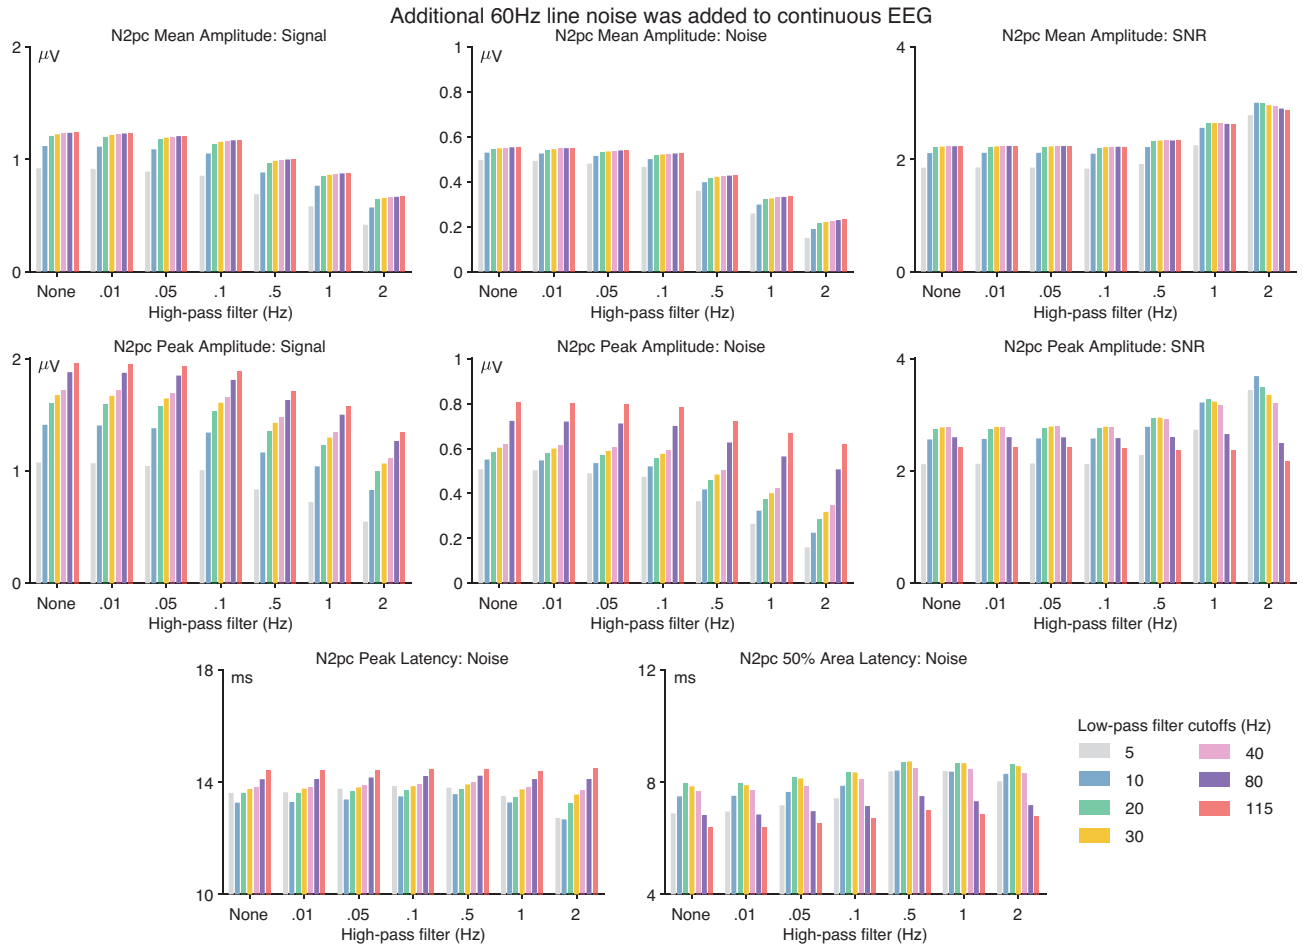 Additional 60Hz line noise was added to continuous EEG
N2pc Mean Amplitude: Signal
2
μV
1
0
None .01 .05 .1 .5 1 2
High-pass filter (Hz)
N2pc Mean Amplitude: Noise
1
μV
0.8
0.6
0.4
0.2
0
None .01 .05 .1 .5 1 2
High-pass filter (Hz)
N2pc Mean Amplitude: SNR
4
2
0
None .01 .05 .1 .5 1 2
High-pass filter (Hz)
N2pc Peak Amplitude: Signal
2
μV
1
0
None .01 .05 .1 .5 1 2
High-pass filter (Hz)
N2pc Peak Amplitude: Noise
1
μV
0.8
0.6
0.4
0.2
0
None .01 .05 .1 .5 1 2
High-pass filter (Hz)
N2pc Peak Amplitude: SNR
4
2
0
None .01 .05 .1 .5 1 2
High-pass filter (Hz)
N2pc Peak Latency: Noise
18
ms
14
10
None .01 .05 .1 .5 1 2
High-pass filter (Hz)
N2pc 50% Area Latency: Noise
12
ms
8
4
None .01 .05 .1 .5 1 2
High-pass filter (Hz)
Low-pass filter cutoffs (Hz)
5 40
10 80
20 115
30